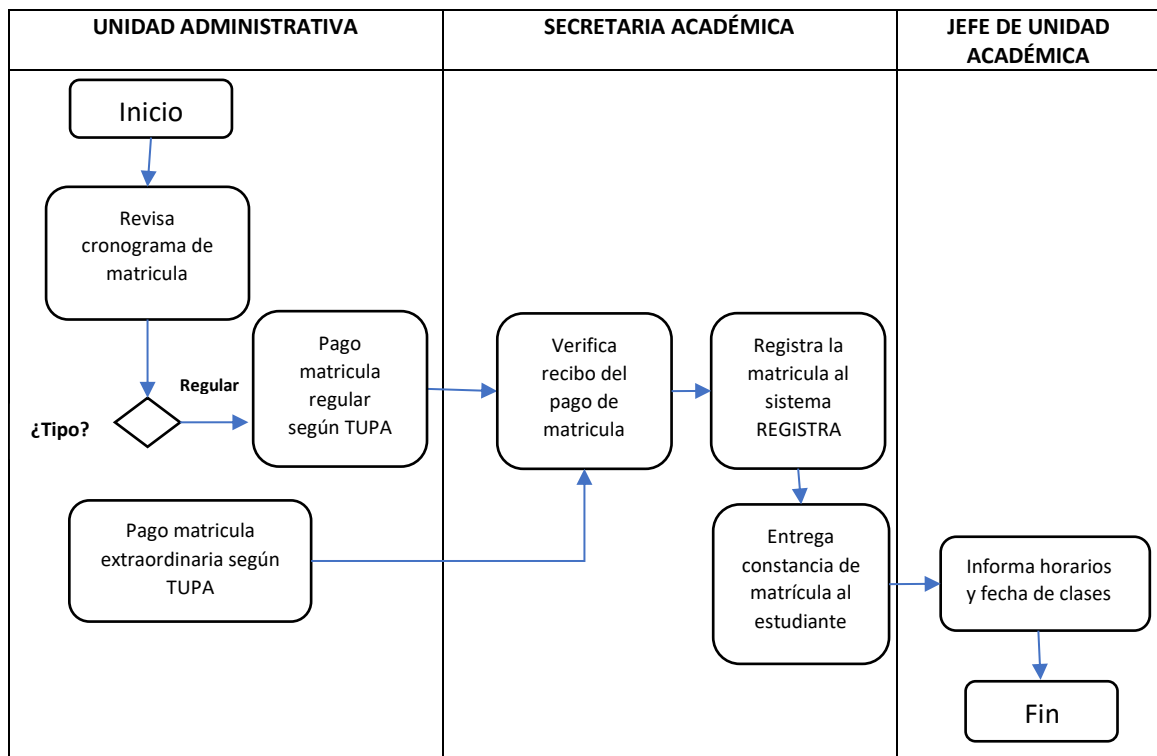 UNIDAD ADMINISTRATIVA
SECRETARIA ACADÉMICA
JEFE DE UNIDAD
ACADÉMICA
Inicio
Revisa
cronograma de
matricula
¿Tipo?
Regular
Pago
matricula
regular
según TUPA
Pago matricula
extraordinaria según
TUPA
Verifica
recibo del
pago de
matricula
Registra la
matricula al
sistema
REGISTRA
Entrega
constancia de
matrícula al
estudiante
Informa horarios
y fecha de clases
Fin